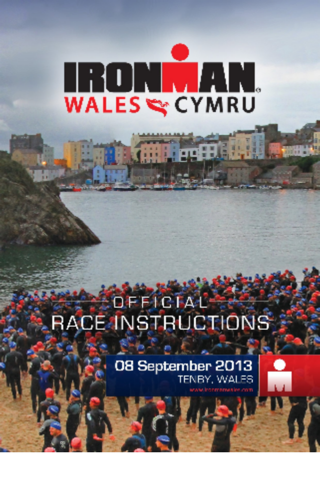 IRONMAN®
WALES CYMRU
OFFICIAL
RACE INSTRUCTIONS
08 September 2013
TENBY, WALES